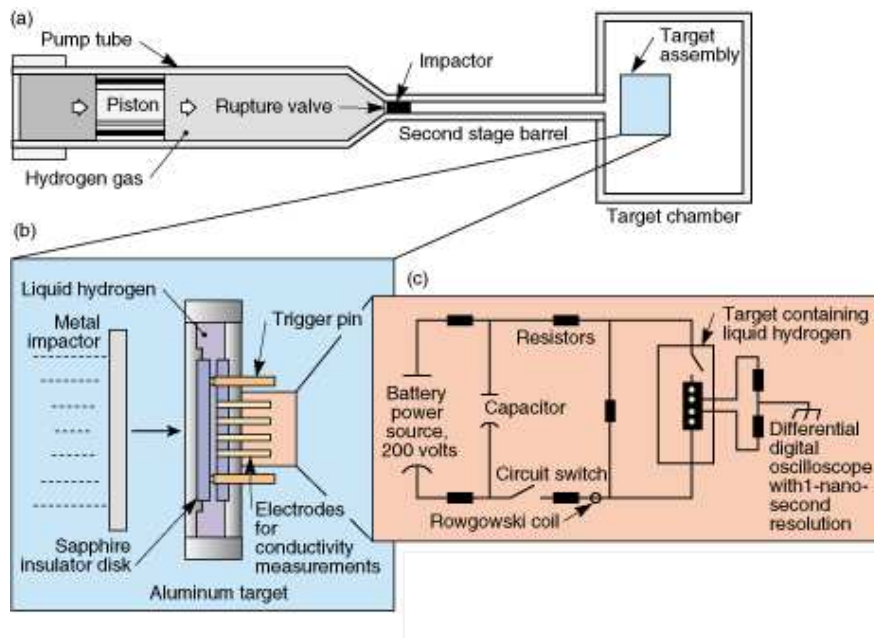 (a)
Pump tube
Piston
Rupture valve
Impactor
Hydrogen gas
Second stage barrel
Target
assembly
Target chamber
(b)
Liquid hydrogen
Metal
impactor
Trigger pin
Sapphire
insulator disk
Electrodes
for
conductivity
measurements
Aluminum target
(c)
Resistors
Target containing
liquid hydrogen
Battery
power
source,
200 volts
Capacitor
Circuit switch
Rowgowski coil
Differential
digital
oscilloscope
with1-nano-
second
resolution